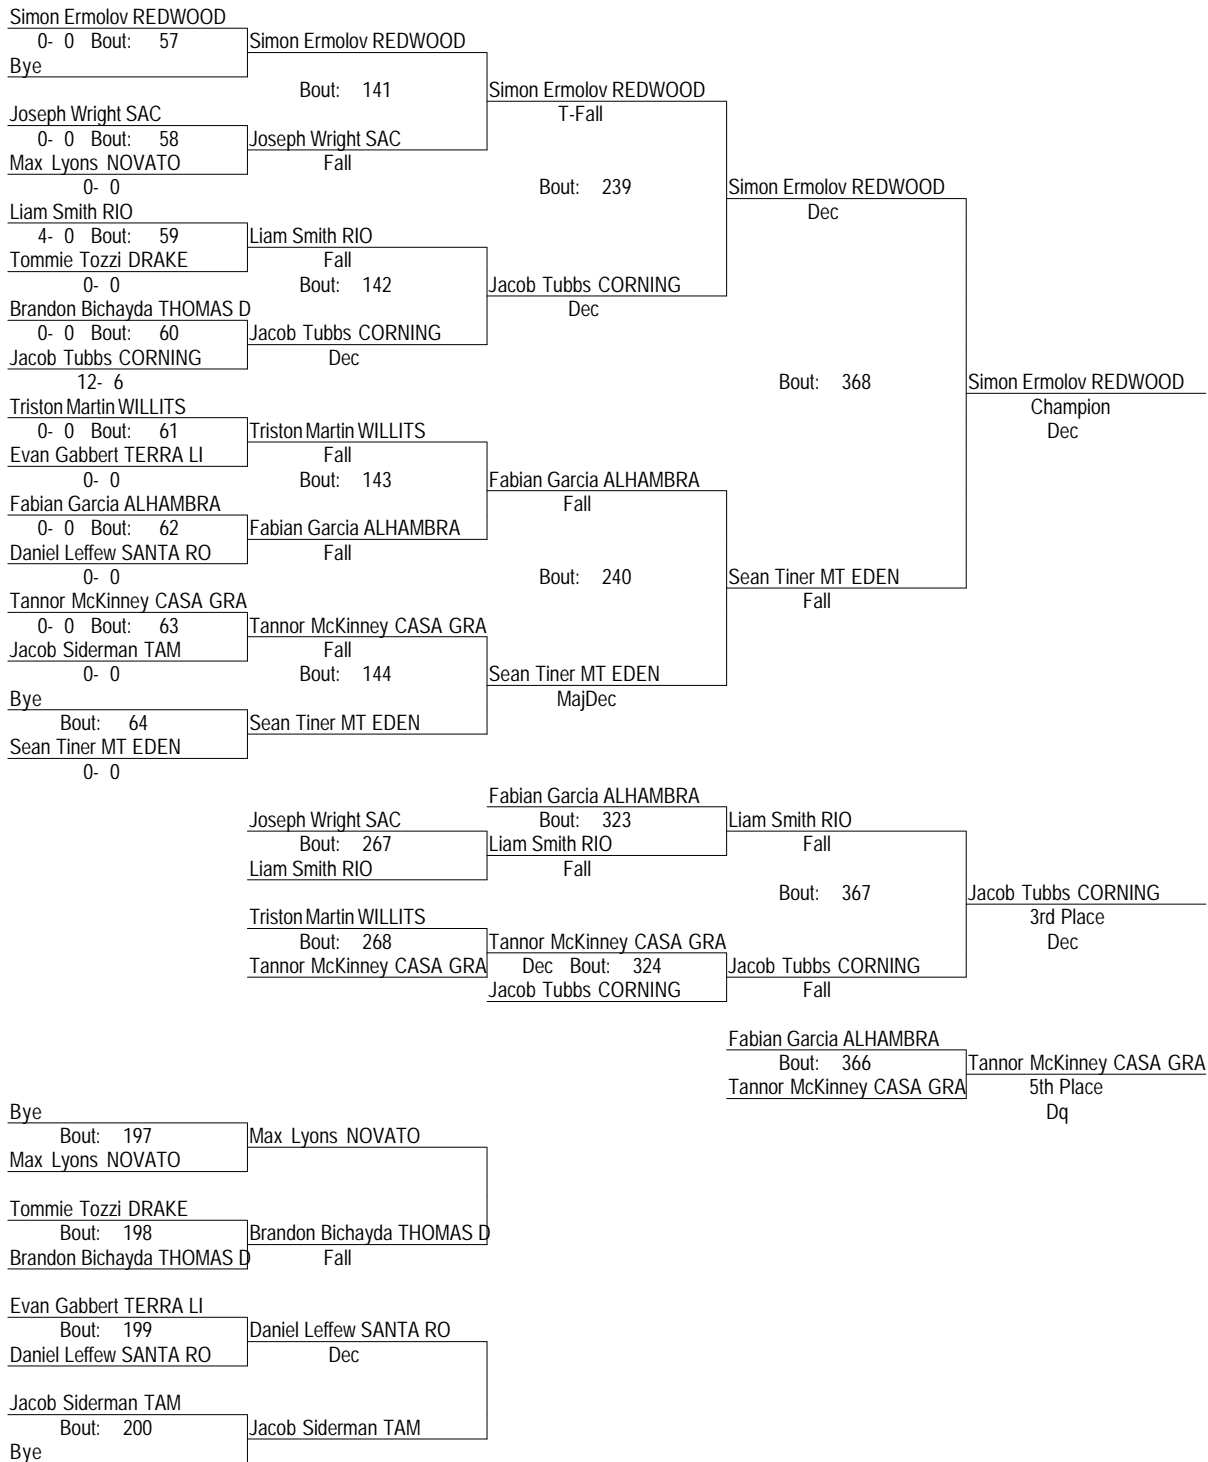 Simon Ermolov REDWOOD
0- 0 Bout: 57 Simon Ermolov REDWOOD
Bye
Bout: 141 Simon Ermolov REDWOOD
Joseph Wright SAC T-Fall
0- 0 Bout: 58 Joseph Wright SAC
Max Lyons NOVATO Fall
0- 0 Bout: 239 Simon Ermolov REDWOOD
Liam Smith RIO Dec
4- 0 Bout: 59 Liam Smith RIO
Tommie Tozzi DRAKE Fall
0- 0 Bout: 142 Jacob Tubbs CORNING
Brandon Bichayda THOMAS D Dec
0- 0 Bout: 60 Jacob Tubbs CORNING
Jacob Tubbs CORNING Dec
12- 6 Bout: 368 Simon Ermolov REDWOOD
Triston Martin WILLITS Champion
0- 0 Bout: 61 Triston Martin WILLITS Dec
Evan Gabbert TERRA LI Fall
0- 0 Bout: 143 Fabian Garcia ALHAMBRA
Fabian Garcia ALHAMBRA Fall
0- 0 Bout: 62 Fabian Garcia ALHAMBRA
Daniel Leffew SANTA RO Fall
0- 0 Bout: 240 Sean Tiner MT EDEN
Tannor McKinney CASA GRA Fall
0- 0 Bout: 63 Tannor McKinney CASA GRA
Jacob Siderman TAM Fall
0- 0 Bout: 144 Sean Tiner MT EDEN
Bye MajDec
Bout: 64 Sean Tiner MT EDEN
Sean Tiner MT EDEN
0- 0
Fabian Garcia ALHAMBRA
Joseph Wright SAC Bout: 323 Liam Smith RIO
Bout: 267 Liam Smith RIO Fall
Liam Smith RIO Fall
Bout: 367 Jacob Tubbs CORNING
Triston Martin WILLITS 3rd Place
Bout: 268 Tannor McKinney CASA GRA Dec
Tannor McKinney CASA GRA Dec Bout: 324 Jacob Tubbs CORNING
Jacob Tubbs CORNING Fall
Fabian Garcia ALHAMBRA
Bout: 366 Tannor McKinney CASA GRA
Tannor McKinney CASA GRA 5th Place
Bye Dq
Bout: 197 Max Lyons NOVATO
Max Lyons NOVATO
Tommie Tozzi DRAKE
Bout: 198 Brandon Bichayda THOMAS D
Brandon Bichayda THOMAS D Fall
Evan Gabbert TERRA LI
Bout: 199 Daniel Leffew SANTA RO
Daniel Leffew SANTA RO Dec
Jacob Siderman TAM
Bout: 200 Jacob Siderman TAM
Bye